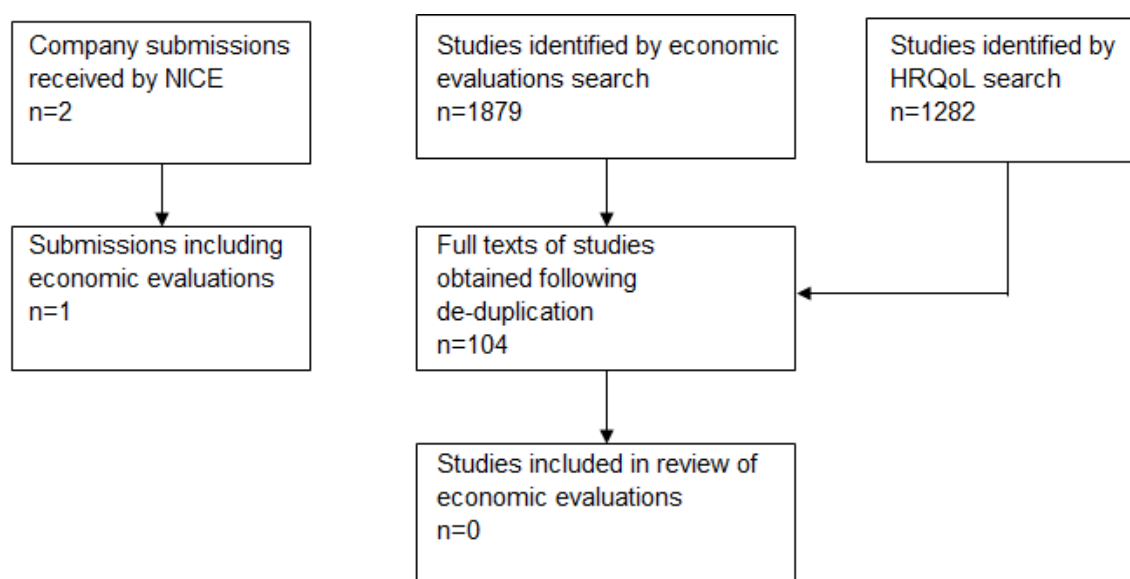 Company submissions
received by NICE
n=2
Studies identified by economic
evaluations search
n=1879
Studies identified by
HRQoL search
n=1282
Submissions including
economic evaluations
n=1
Full texts of studies
obtained following
de-duplication
n=104
Studies included in review of
economic evaluations
n=0